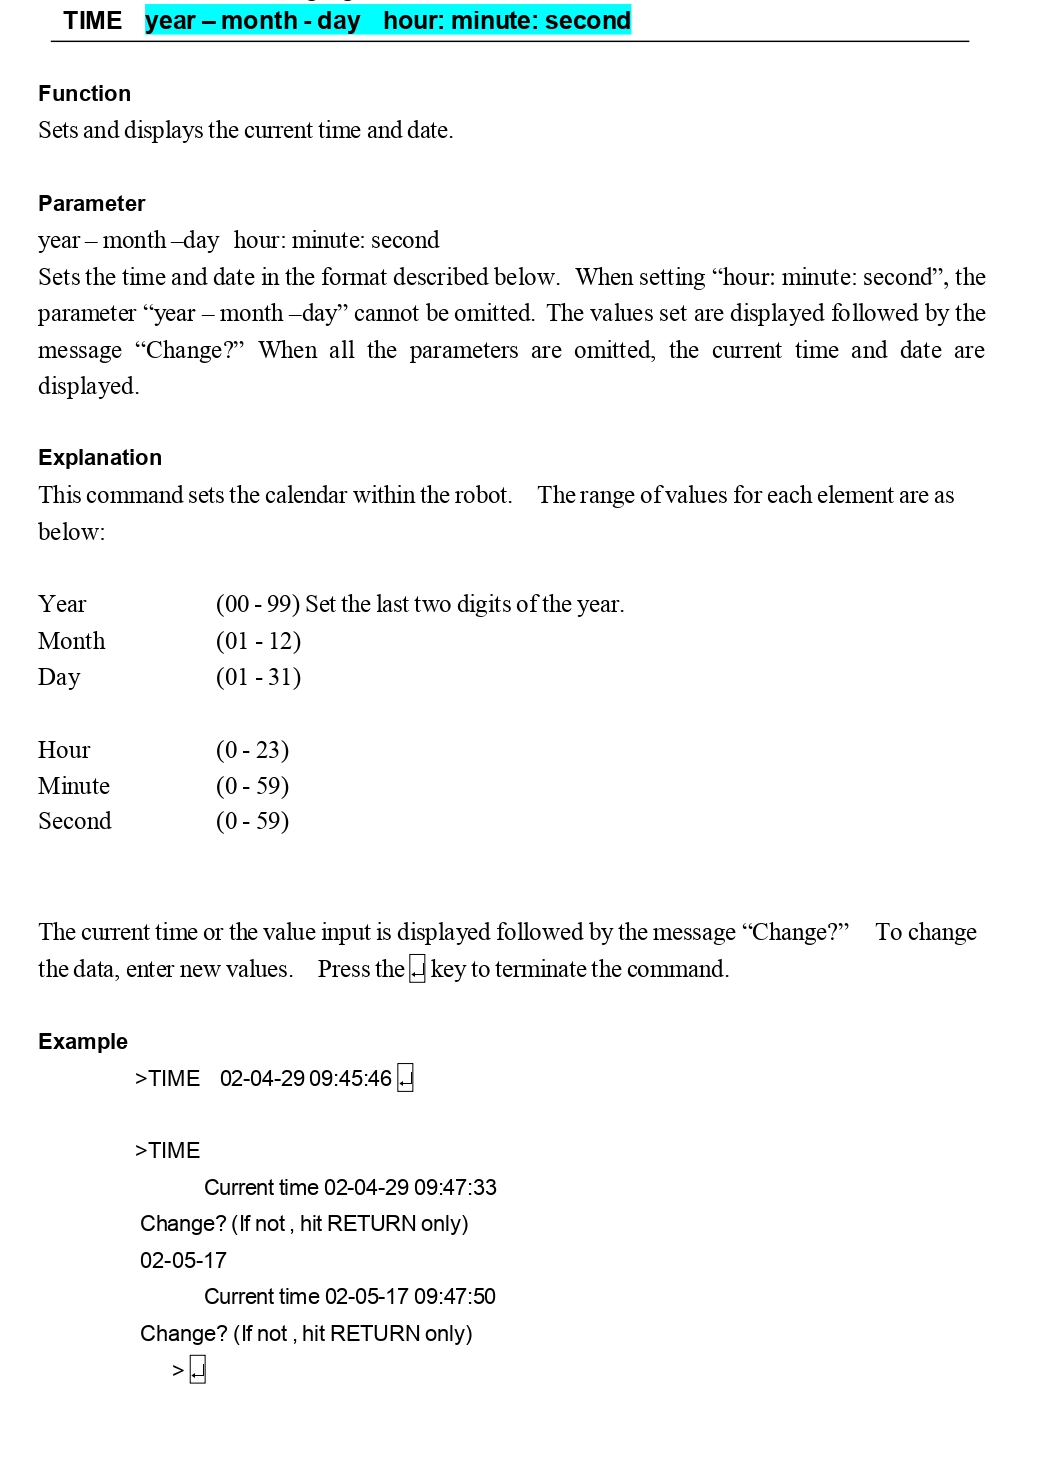 TIME year – month - day hour: minute: second
Function
Sets and displays the current time and date.
Parameter
year – month –day hour: minute: second
Sets the time and date in the format described below. When setting “hour: minute: second”, the
parameter “year – month –day” cannot be omitted. The values set are displayed followed by the
message “Change?” When all the parameters are omitted, the current time and date are
displayed.
Explanation
This command sets the calendar within the robot. The range of values for each element are as
below:
Year (00 - 99) Set the last two digits of the year.
Month (01 - 12)
Day (01 - 31)
Hour (0 - 23)
Minute (0 - 59)
Second (0 - 59)
The current time or the value input is displayed followed by the message “Change?” To change
the data, enter new values. Press the ↵ key to terminate the command.
Example
>TIME 02-04-29 09:45:46 ↵
>TIME
Current time 02-04-29 09:47:33
Change? (If not , hit RETURN only)
02-05-17
Current time 02-05-17 09:47:50
Change? (If not , hit RETURN only)
> ↵